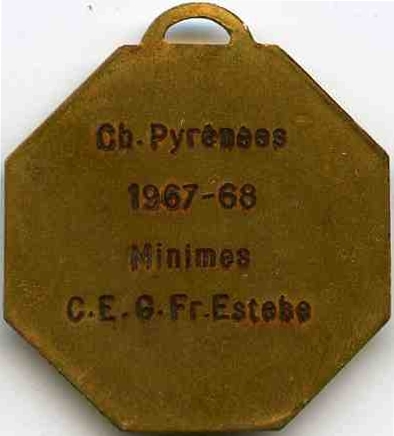 Ch. Pyrénées
1967-68
Minimes
C.E.G. Fr. Estebe